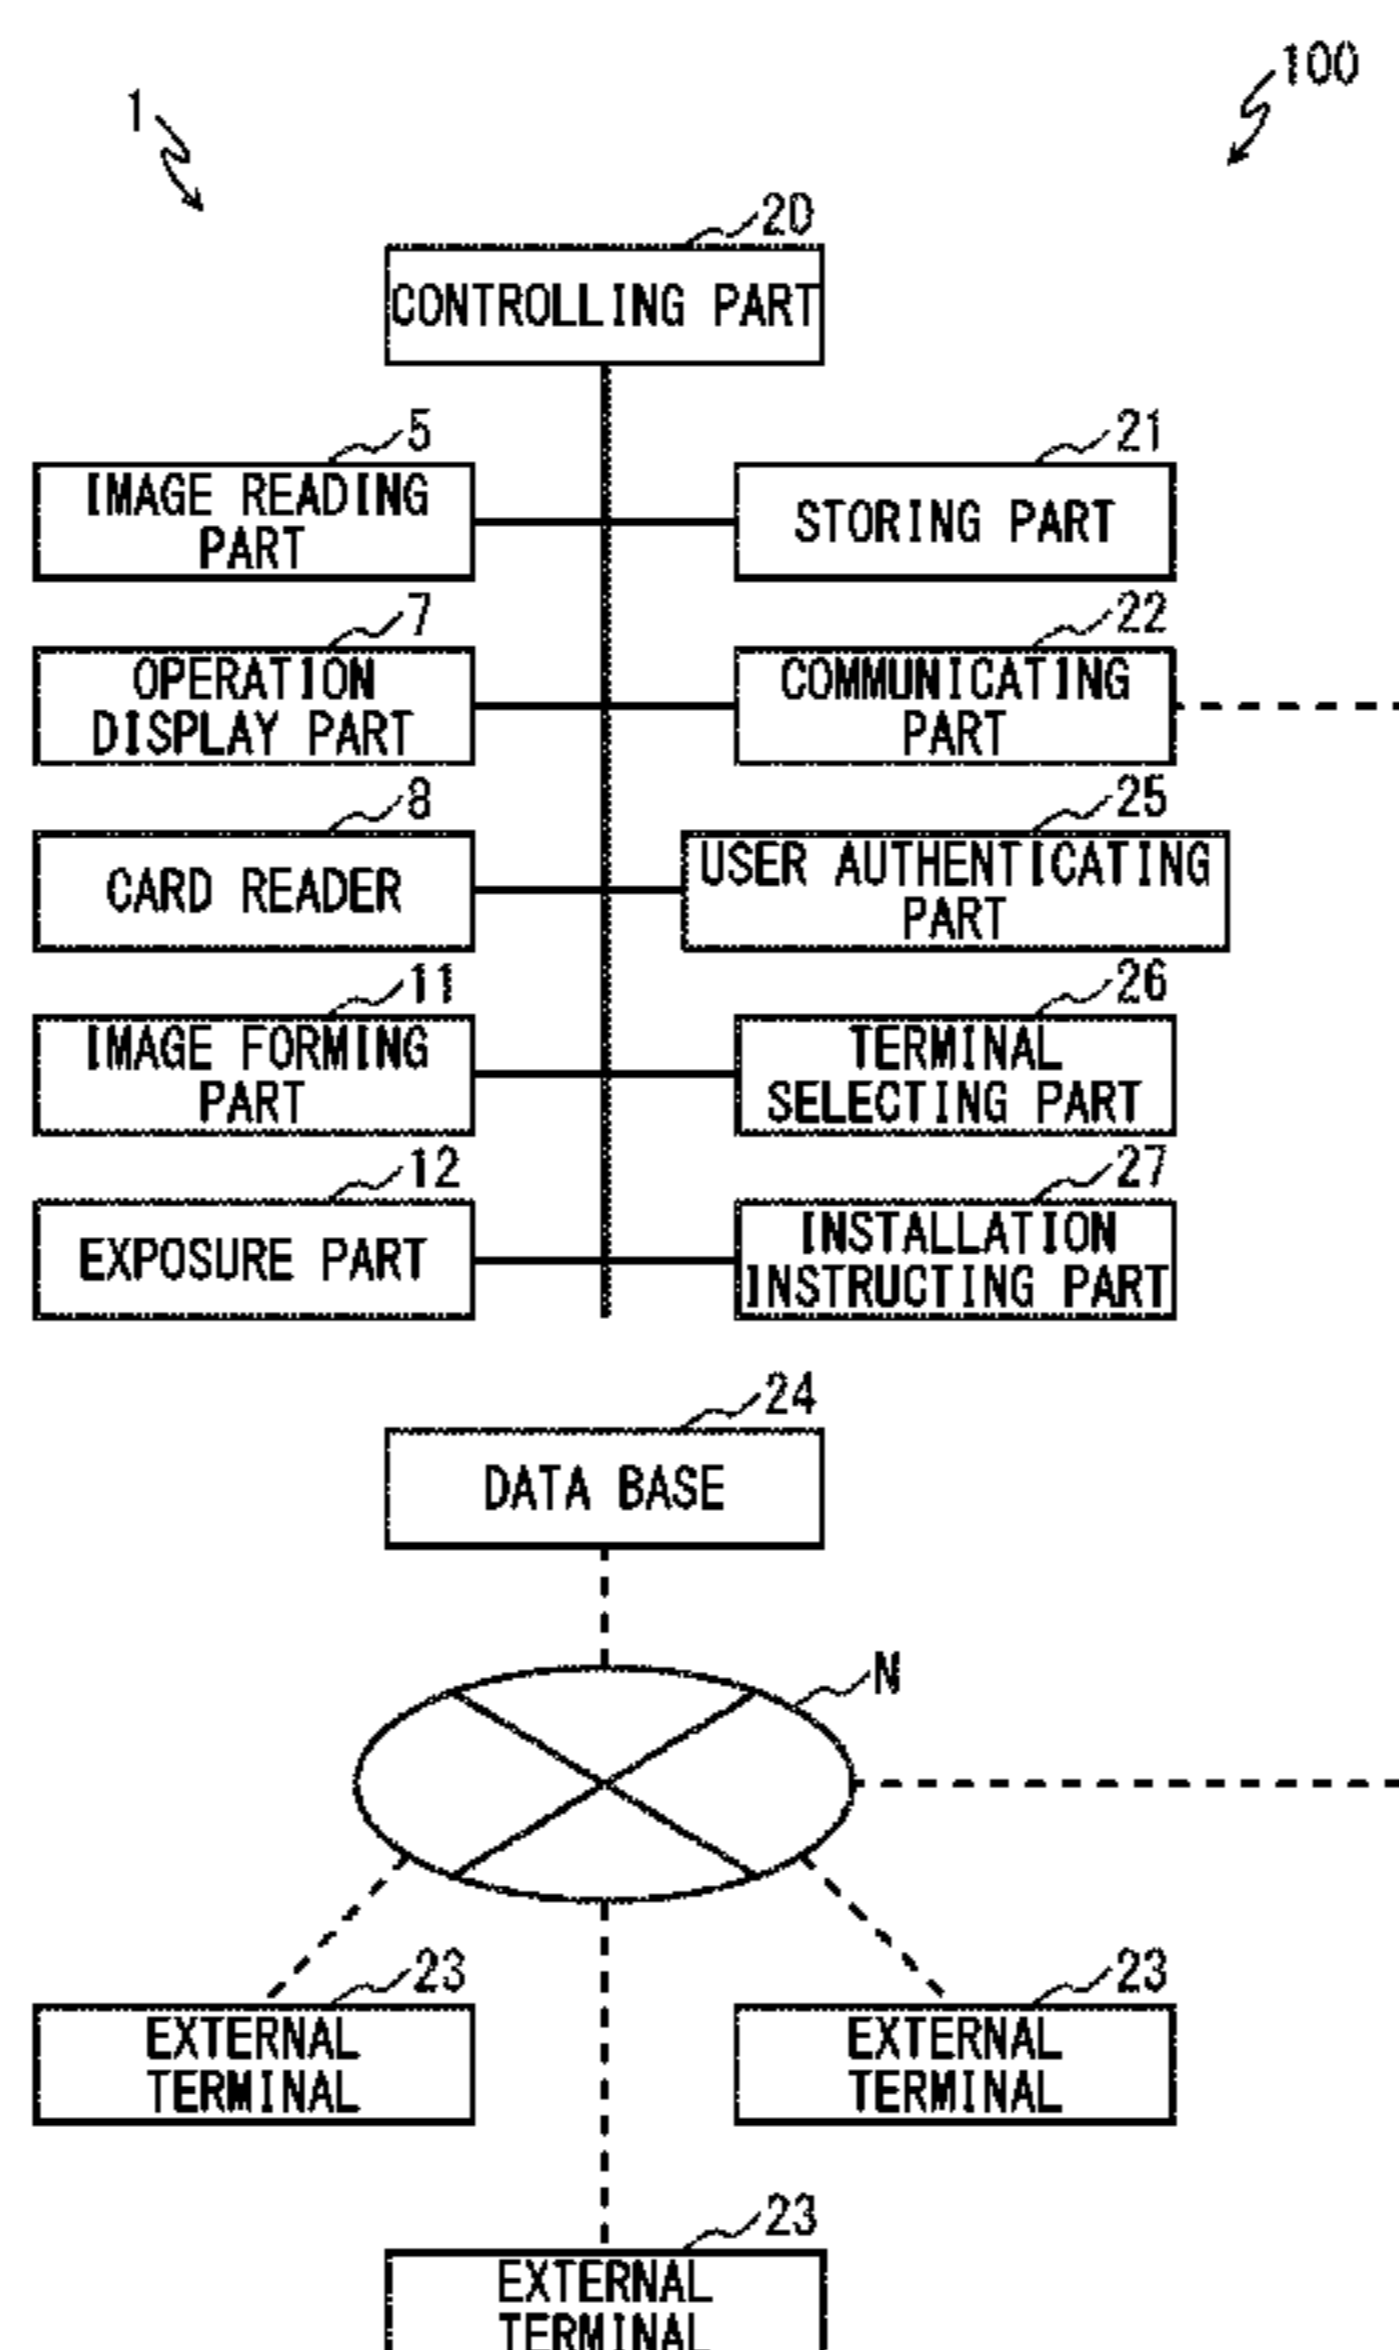 1
100
20
CONTROLLING PART
5
IMAGE READING
PART
21
STORING PART
7
OPERATION
DISPLAY PART
22
COMMUNICATING
PART
8
CARD READER
25
USER AUTHENTICATING
PART
11
IMAGE FORMING
PART
26
TERMINAL
SELECTING PART
12
EXPOSURE PART
27
INSTALLATION
INSTRUCTING PART
24
DATA BASE
N
23
EXTERNAL
TERMINAL
23
EXTERNAL
TERMINAL
23
EXTERNAL
TERMINAL